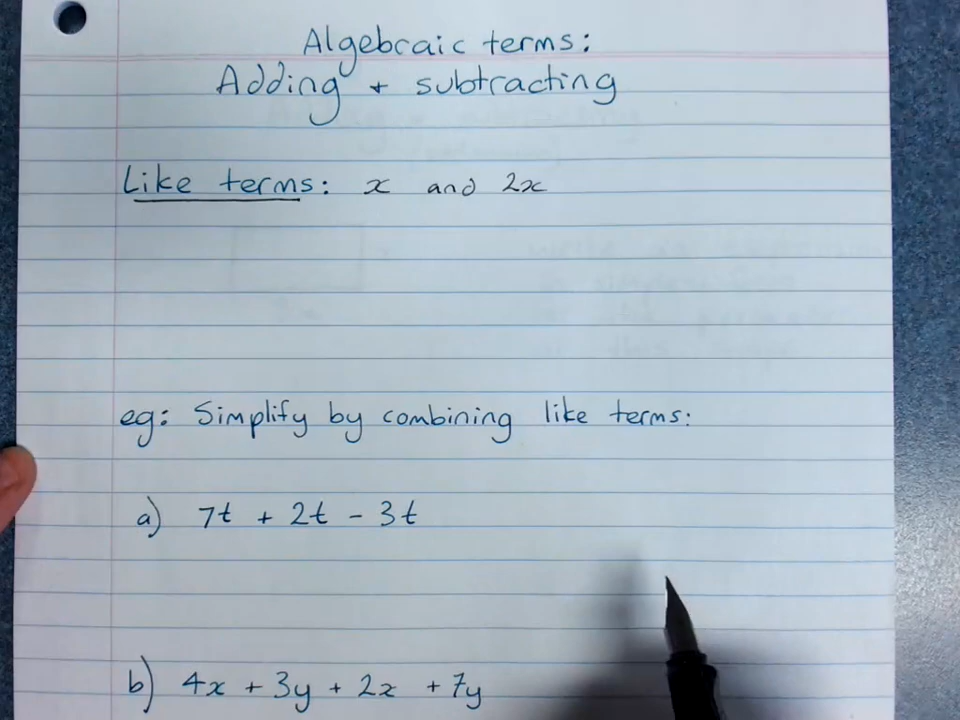 Algebraic terms:
Adding + subtracting
Like terms: x and 2x
eg: Simplify by combining like terms:
a) 7t + 2t - 3t
b) 4x + 3y + 2x + 7y